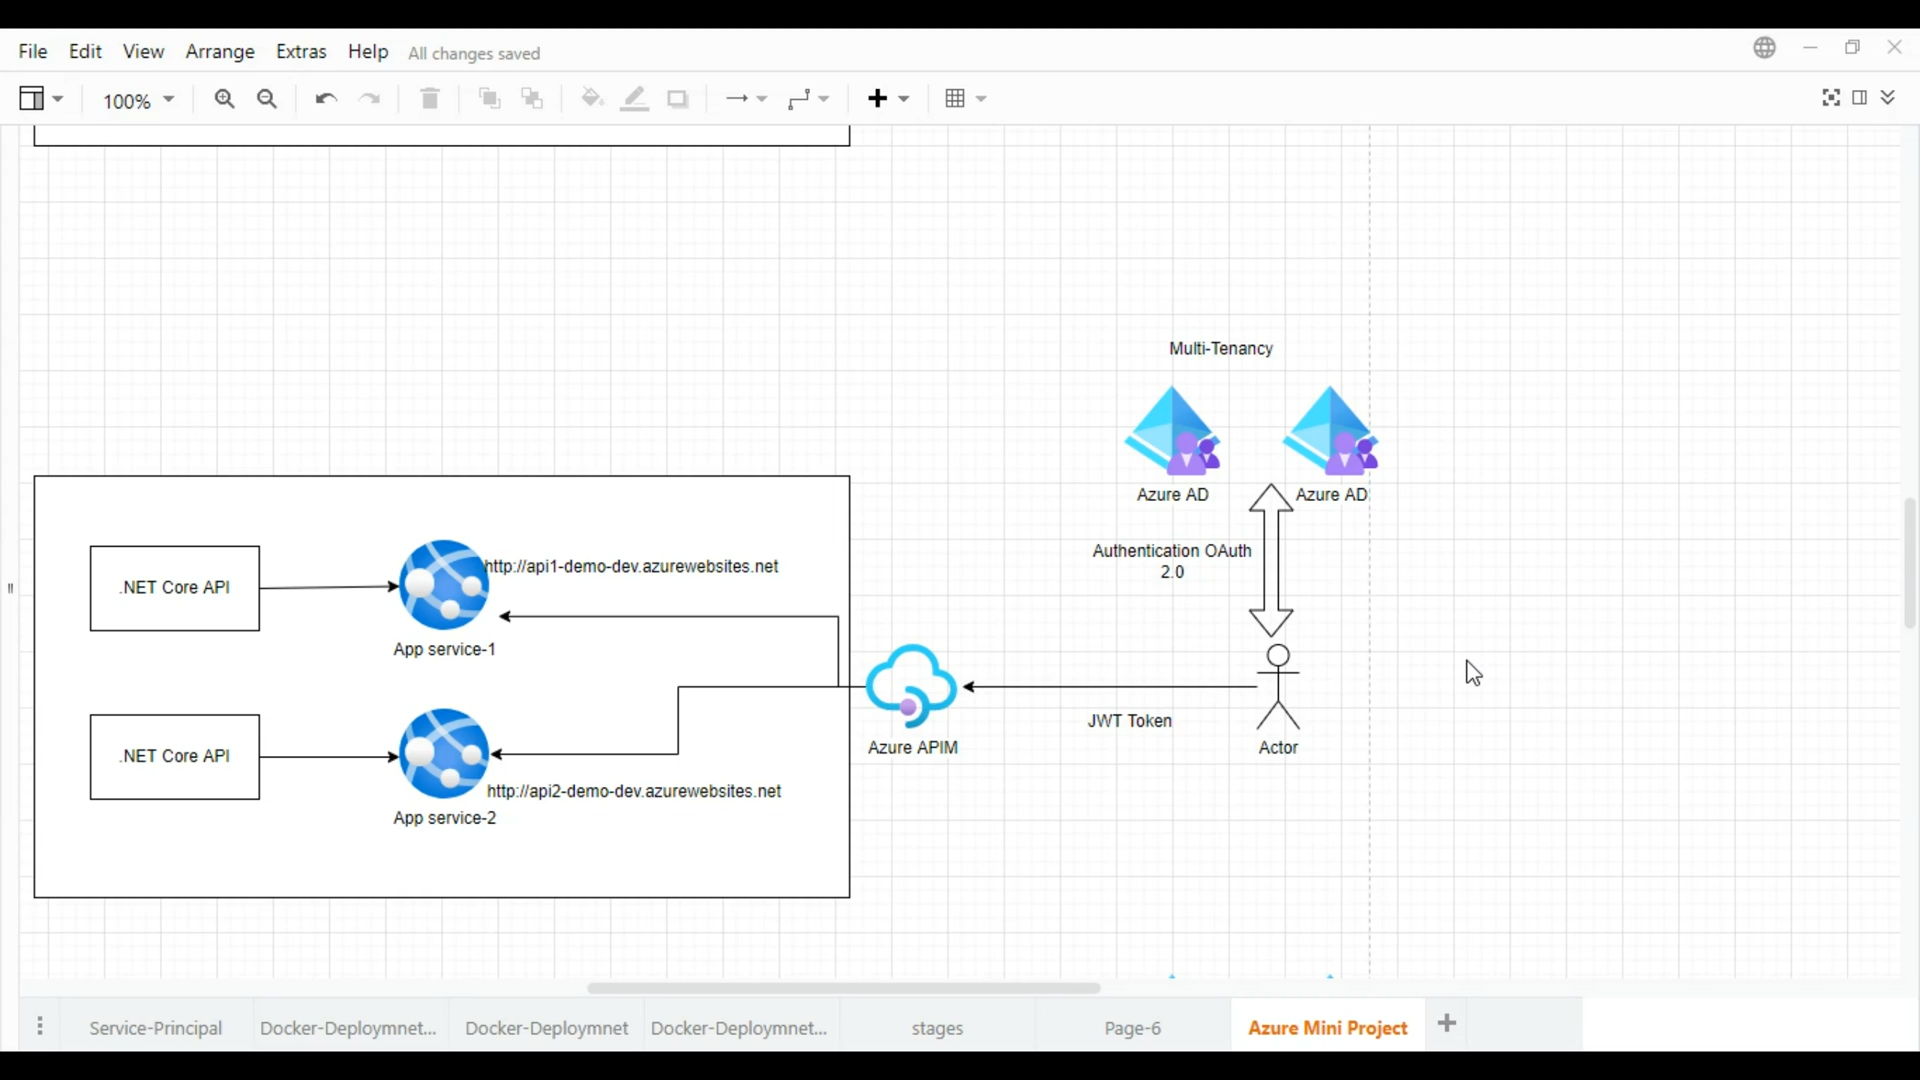 File Edit View Arrange Extras Help All changes saved
100%
Multi-Tenancy
Azure AD Azure AD
Authentication OAuth
2.0
.NET Core API
http://api1-demo-dev.azurewebsites.net
App service-1
JWT Token
Azure APIM
Actor
.NET Core API
http://api2-demo-dev.azurewebsites.net
App service-2
Service-Principal Docker-Deploymnet... Docker-Deploymnet Docker-Deploymnet... stages Page-6 Azure Mini Project